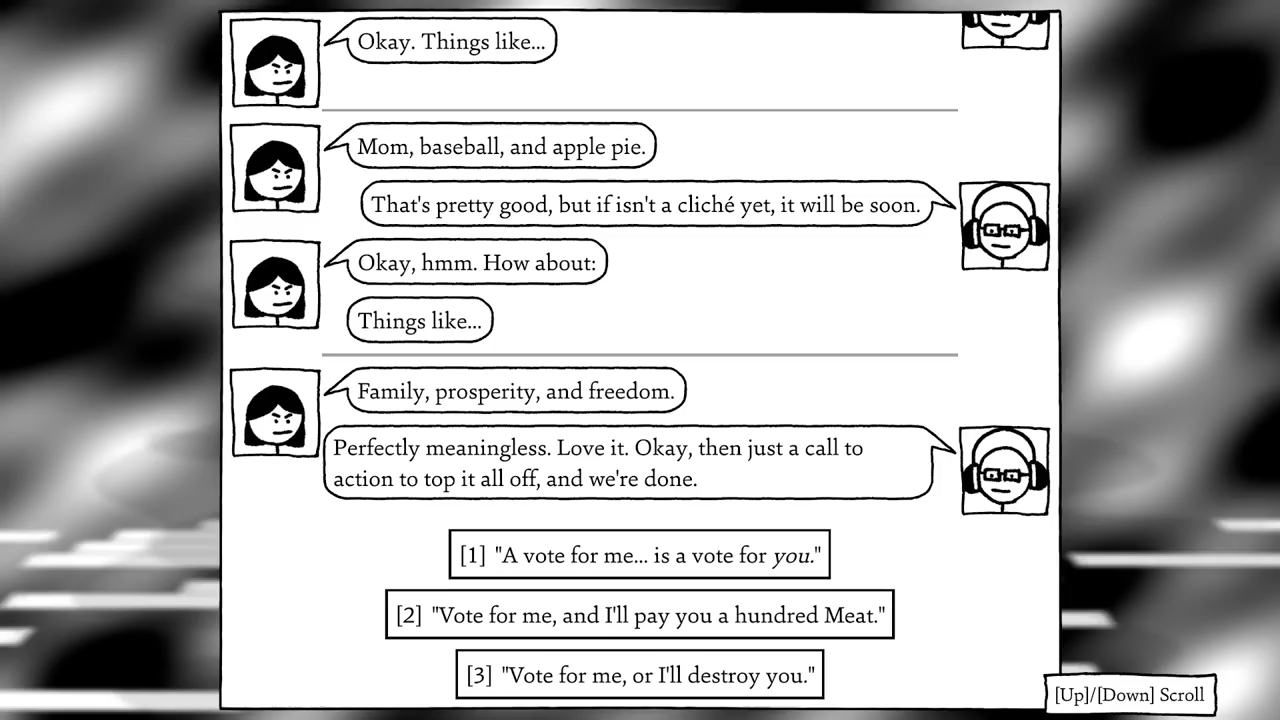 Okay. Things like...
Mom, baseball, and apple pie.
That's pretty good, but if isn't a cliché yet, it will be soon.
Okay, hmm. How about:
Things like...
Family, prosperity, and freedom.
Perfectly meaningless. Love it. Okay, then just a call to
action to top it all off, and we're done.
[1] "A vote for me... is a vote for you."
[2] "Vote for me, and I'll pay you a hundred Meat."
[3] "Vote for me, or I'll destroy you."
[Up]/[Down] Scroll